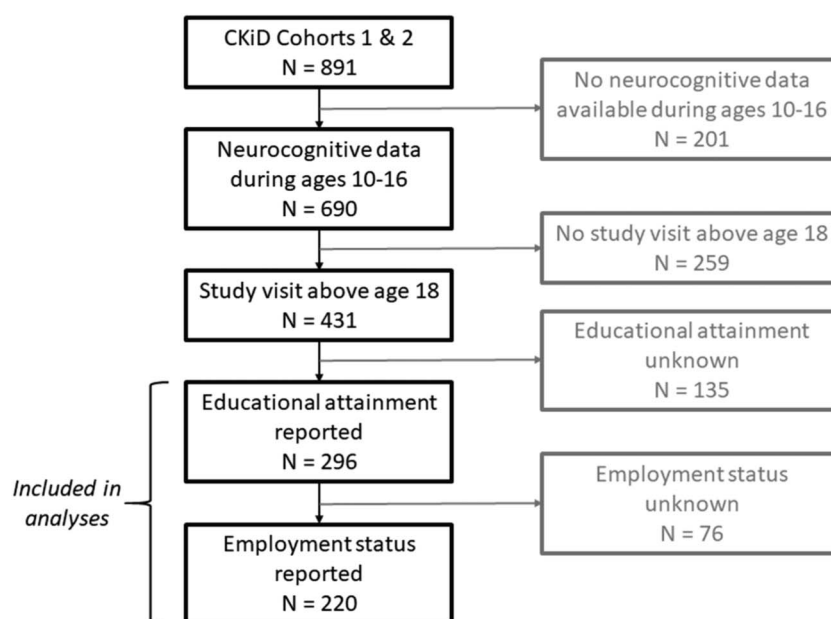 CKiD Cohorts 1 & 2
N = 891
No neurocognitive data
available during ages 10-16
N = 201
Neurocognitive data
during ages 10-16
N = 690
No study visit above age 18
N = 259
Study visit above age 18
N = 431
Educational attainment
unknown
N = 135
Educational attainment
reported
N = 296
Included in
analyses
Employment status
unknown
N = 76
Employment status
reported
N = 220